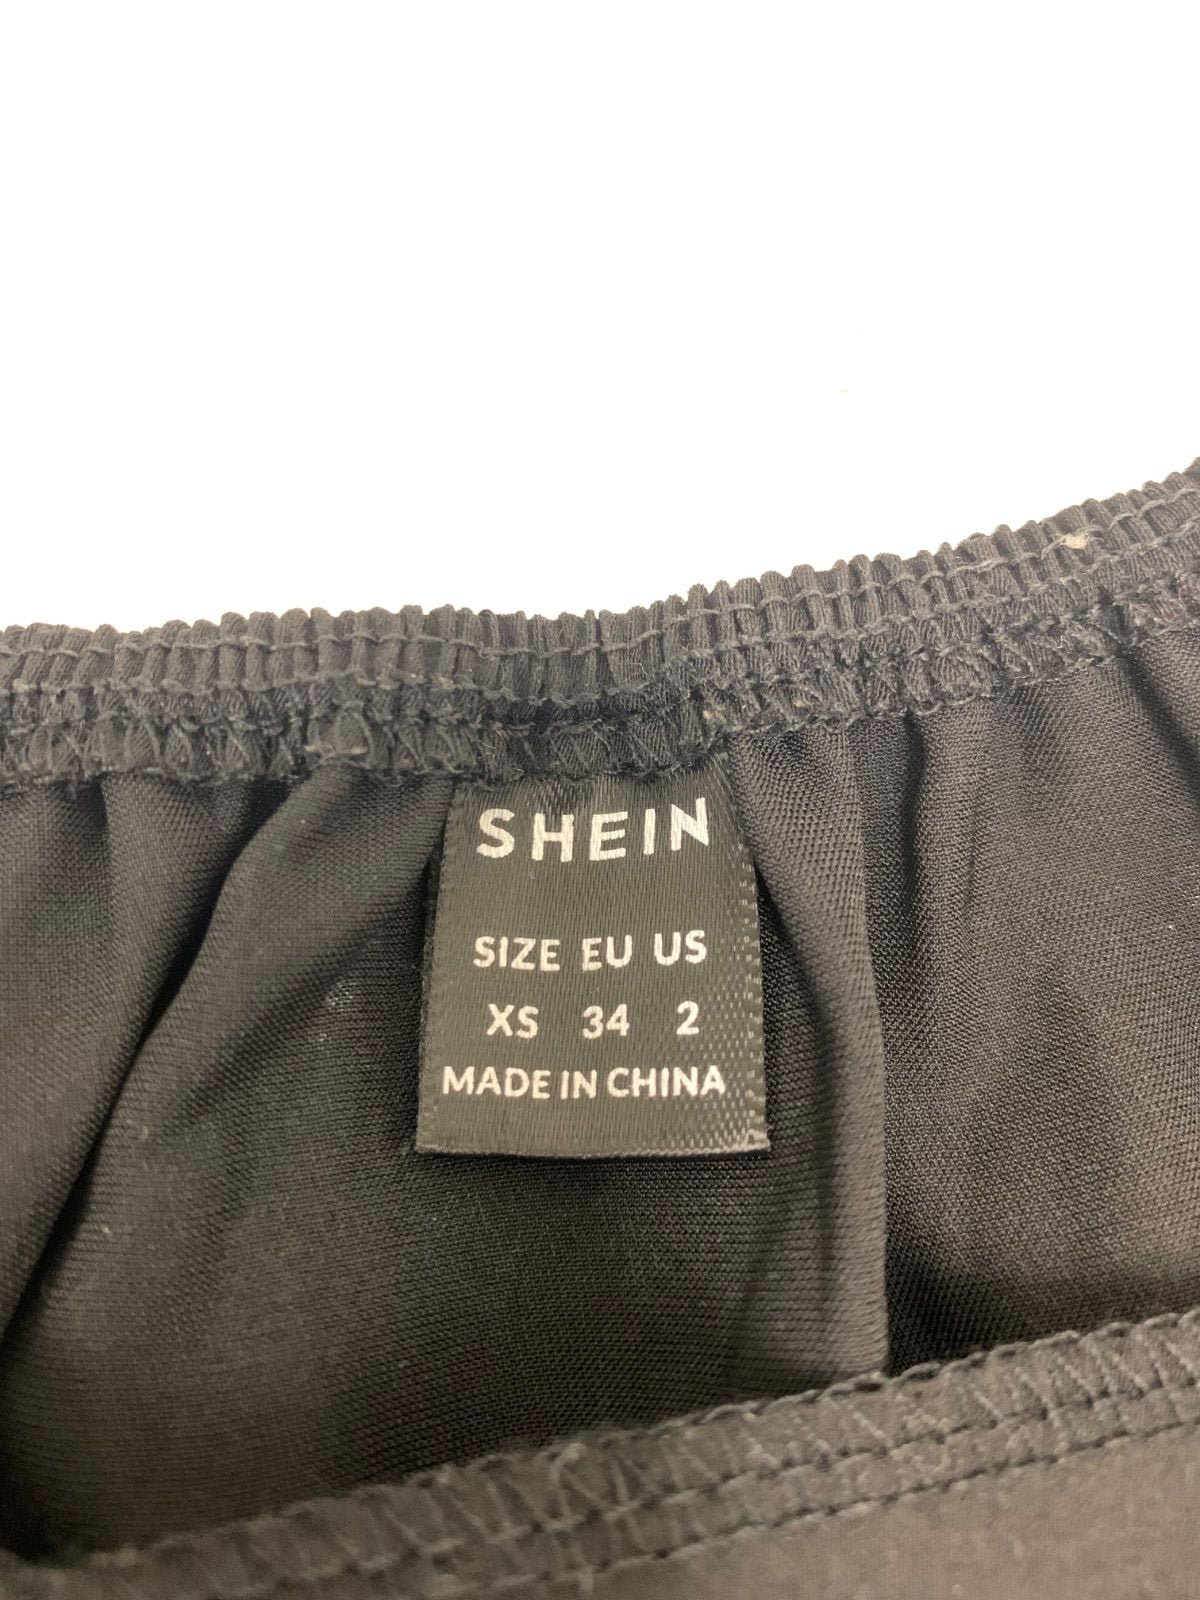 SHEIN
SIZE EU US
XS 34 2
MADE IN CHINA